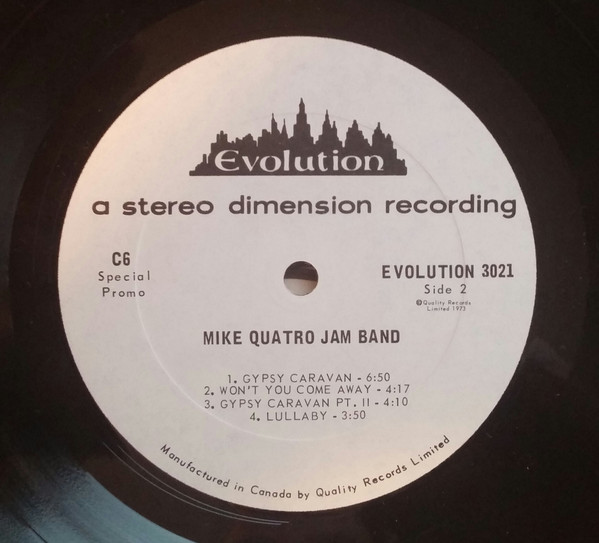 Evolution
a stereo dimension recording
C6
Special
Promo
EVOLUTION 3021
Side 2
℗Quality Records
Limited 1973
MIKE QUATRO JAM BAND
1. GYPSY CARAVAN - 6:50
2. WON'T YOU COME AWAY - 4:17
3. GYPSY CARAVAN PT. II - 4:10
4. LULLABY - 3:50
Manufactured in Canada by Quality Records Limited